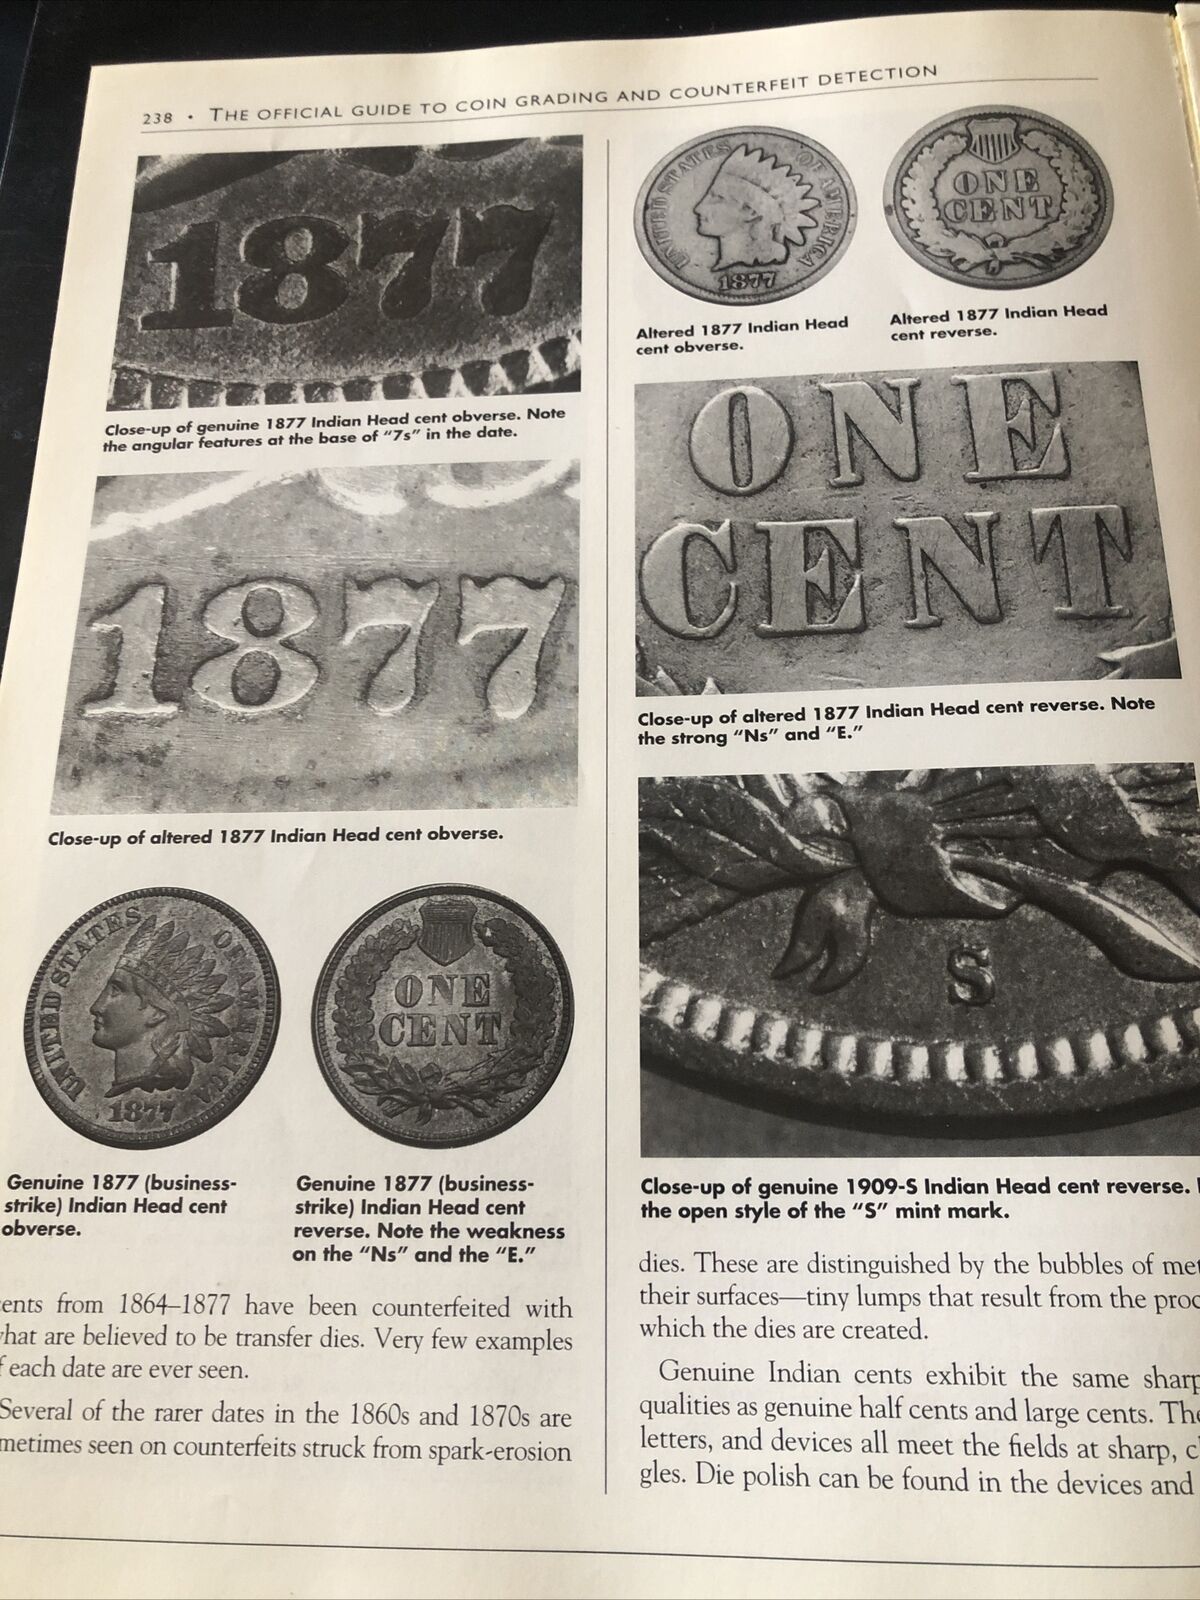 238 • THE OFFICIAL GUIDE TO COIN GRADING AND COUNTERFEIT DETECTION
1877
Close-up of genuine 1877 Indian Head cent obverse. Note
the angular features at the base of “7s” in the date.
1877
Close-up of altered 1877 Indian Head cent obverse.
UNITED STATES OF AMERICA
1877
Genuine 1877 (business-
strike) Indian Head cent
obverse.
ONE
CENT
Genuine 1877 (business-
strike) Indian Head cent
reverse. Note the weakness
on the “Ns” and the “E.”
ents from 1864–1877 have been counterfeited with
hat are believed to be transfer dies. Very few examples
f each date are ever seen.
Several of the rarer dates in the 1860s and 1870s are
metimes seen on counterfeits struck from spark-erosion
UNITED STATES OF AMERICA
1877
Altered 1877 Indian Head
cent obverse.
ONE
CENT
Altered 1877 Indian Head
cent reverse.
ONE
CENT
Close-up of altered 1877 Indian Head cent reverse. Note
the strong “Ns” and “E.”
S
Close-up of genuine 1909-S Indian Head cent reverse.
the open style of the “S” mint mark.
dies. These are distinguished by the bubbles of met
their surfaces—tiny lumps that result from the proc
which the dies are created.
Genuine Indian cents exhibit the same sharp
qualities as genuine half cents and large cents. The
letters, and devices all meet the fields at sharp, cl
gles. Die polish can be found in the devices and